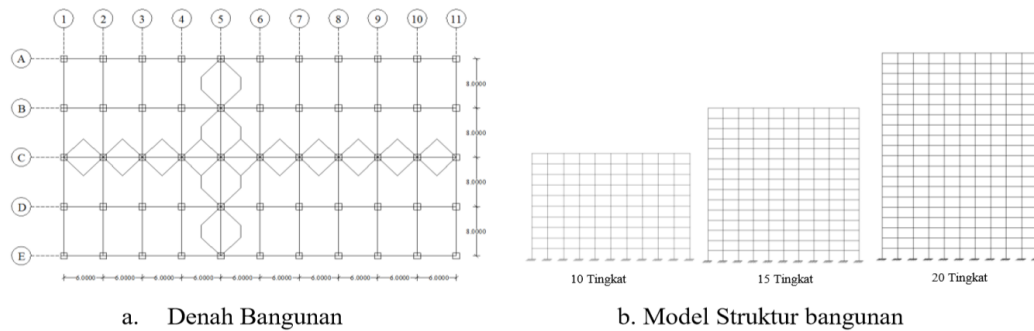 1 2 3 4 5 6 7 8 9 10 11
A
8.0000
B
8.0000
C
8.0000
D
8.0000
E
6.0000 6.0000 6.0000 6.0000 6.0000 6.0000 6.0000 6.0000 6.0000 6.0000
10 Tingkat 15 Tingkat 20 Tingkat
a. Denah Bangunan b. Model Struktur bangunan